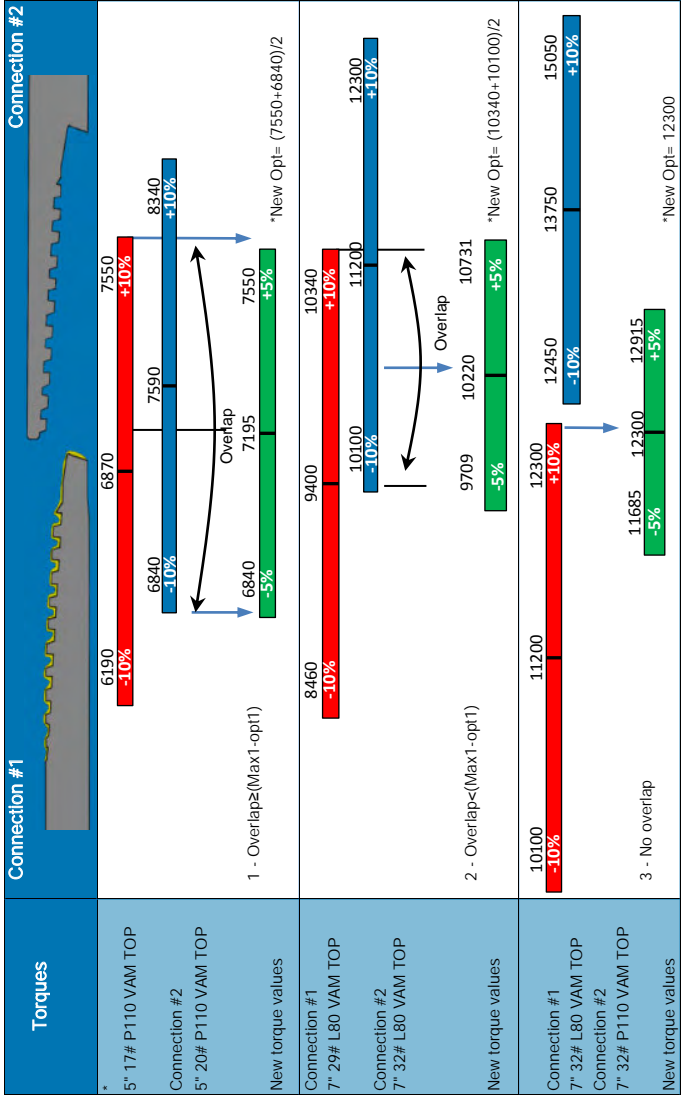 Torques
Connection #1
Connection #2
*
5" 17# P110 VAM TOP
Connection #2
5" 20# P110 VAM TOP
New torque values
6190
6870
7550
-10%
+10%
6840
7590
8340
-10%
+10%
Overlap
6840
7195
7550
-5%
+5%
1 - Overlap≥(Max1-opt1)
*New Opt= (7550+6840)/2
Connection #1
7" 29# L80 VAM TOP
Connection #2
7" 32# L80 VAM TOP
New torque values
8460
9400
10340
-10%
+10%
10100
11200
12300
-10%
+10%
Overlap
9709
10220
10731
-5%
+5%
2 - Overlap<(Max1-opt1)
*New Opt= (10340+10100)/2
Connection #1
7" 32# L80 VAM TOP
Connection #2
7" 32# P110 VAM TOP
New torque values
10100
11200
12300
-10%
+10%
12450
13750
15050
-10%
+10%
11685
12300
12915
-5%
+5%
3 - No overlap
*New Opt= 12300